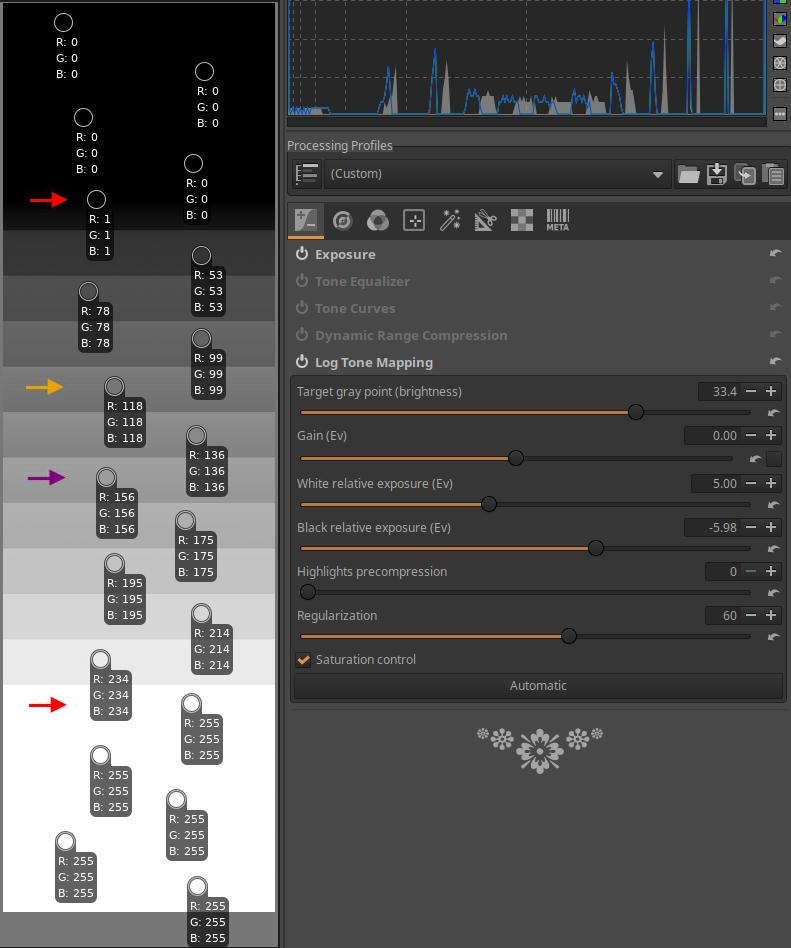 R: 0
G: 0
B: 0
R: 0
G: 0
B: 0
R: 0
G: 0
B: 0
R: 0
G: 0
B: 0
R: 1
G: 1
B: 1
R: 53
G: 53
B: 53
R: 78
G: 78
B: 78
R: 99
G: 99
B: 99
R: 118
G: 118
B: 118
R: 136
G: 136
B: 136
R: 156
G: 156
B: 156
R: 175
G: 175
B: 175
R: 195
G: 195
B: 195
R: 214
G: 214
B: 214
R: 234
G: 234
B: 234
R: 255
G: 255
B: 255
R: 255
G: 255
B: 255
R: 255
G: 255
B: 255
R: 255
G: 255
B: 255
R: 255
G: 255
B: 255
Processing Profiles
(Custom)
META
Exposure
Tone Equalizer
Tone Curves
Dynamic Range Compression
Log Tone Mapping
Target gray point (brightness) 33.4
Gain (Ev) 0.00
White relative exposure (Ev) 5.00
Black relative exposure (Ev) -5.98
Highlights precompression 0
Regularization 60
Saturation control
Automatic